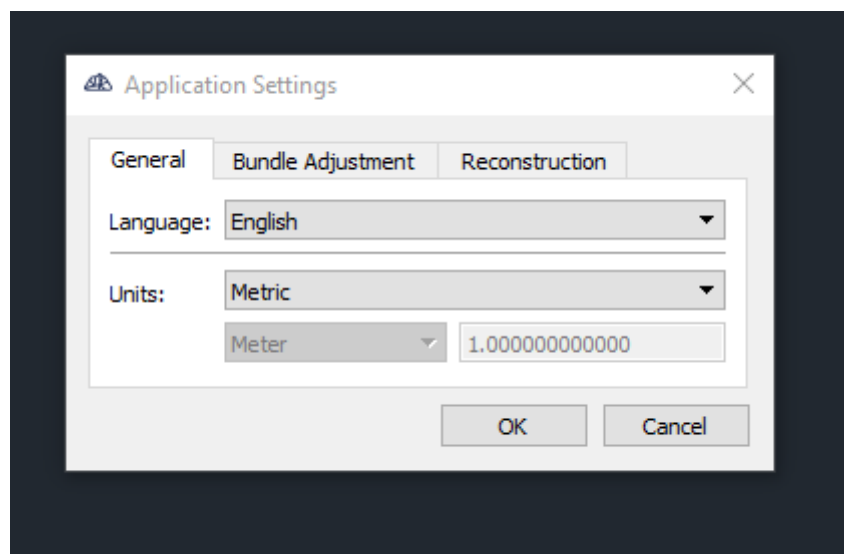 Application Settings
General Bundle Adjustment Reconstruction
Language: English
Units: Metric
Meter 1.000000000000
OK Cancel